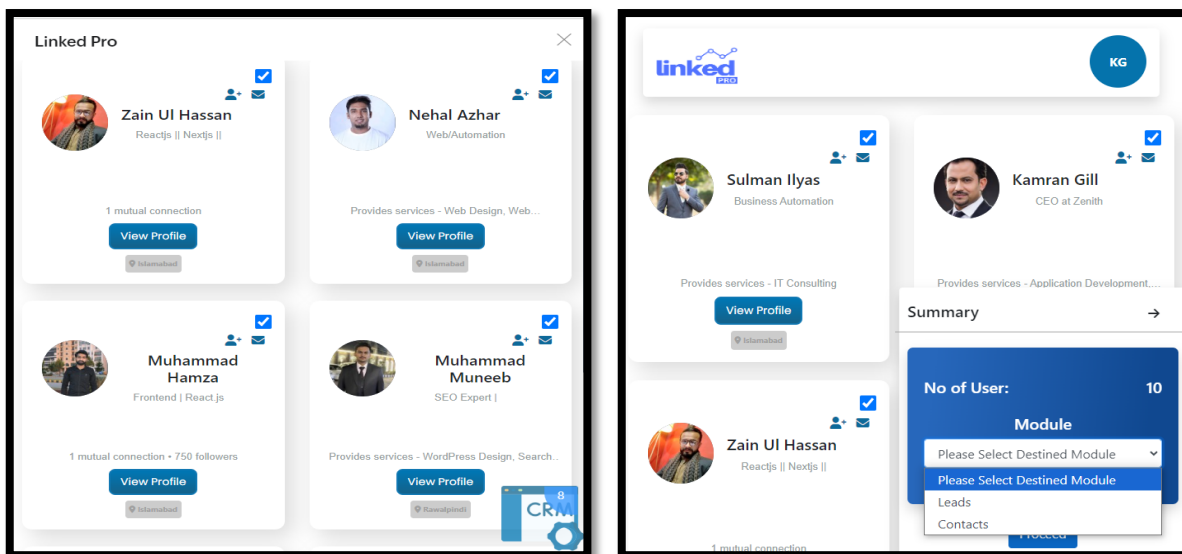 Linked Pro
Zain Ul Hassan
Reactjs || Nextjs ||
1 mutual connection
View Profile
Islamabad
Nehal Azhar
Web/Automation
Provides services - Web Design, Web...
View Profile
Islamabad
Muhammad
Hamza
Frontend | React.js
1 mutual connection • 750 followers
View Profile
Islamabad
Muhammad
Muneeb
SEO Expert |
Provides services - WordPress Design, Search..
View Profile
Rawalpindi
8
CRM
linked
PRO
KG
Sulman Ilyas
Business Automation
Provides services - IT Consulting
View Profile
Islamabad
Kamran Gill
CEO at Zenith
Provides services - Application Development,...
Zain Ul Hassan
Reactjs || Nextjs ||
1 mutual connection
Summary
No of User: 10
Module
Please Select Destined Module
Please Select Destined Module
Leads
Contacts
Proceed